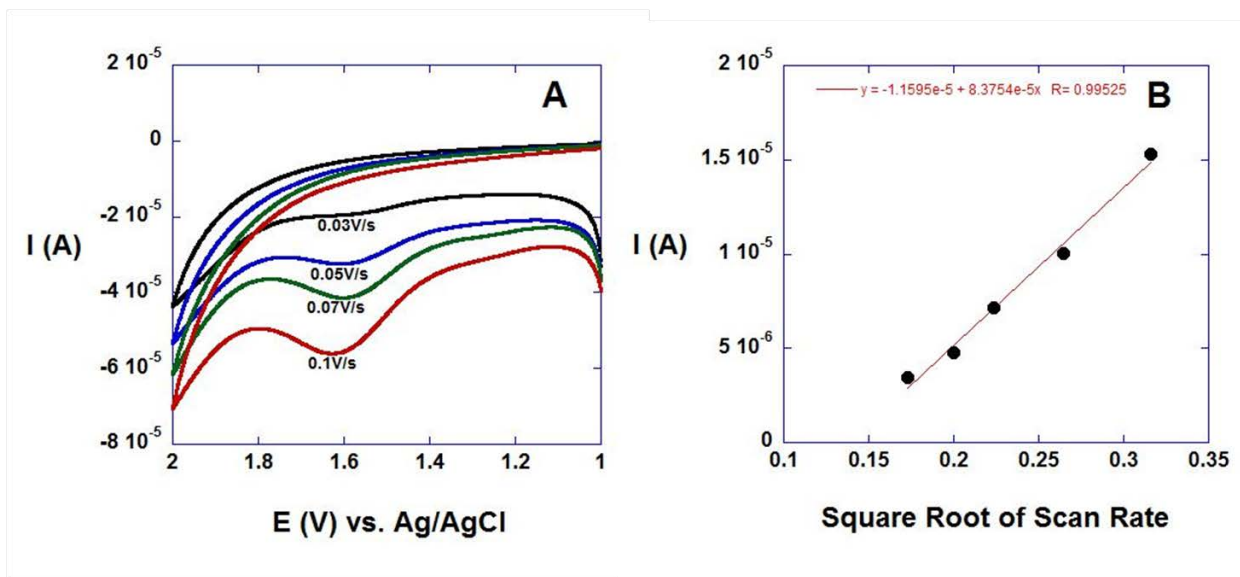 A
I (A)
2 10-5
0
-2 10-5
-4 10-5
-6 10-5
-8 10-5
0.03V/s
0.05V/s
0.07V/s
0.1V/s
2 1.8 1.6 1.4 1.2 1
E (V) vs. Ag/AgCl
B
y = -1.1595e-5 + 8.3754e-5x R= 0.99525
I (A)
2 10-5
1.5 10-5
1 10-5
5 10-6
0
0.1 0.15 0.2 0.25 0.3 0.35
Square Root of Scan Rate